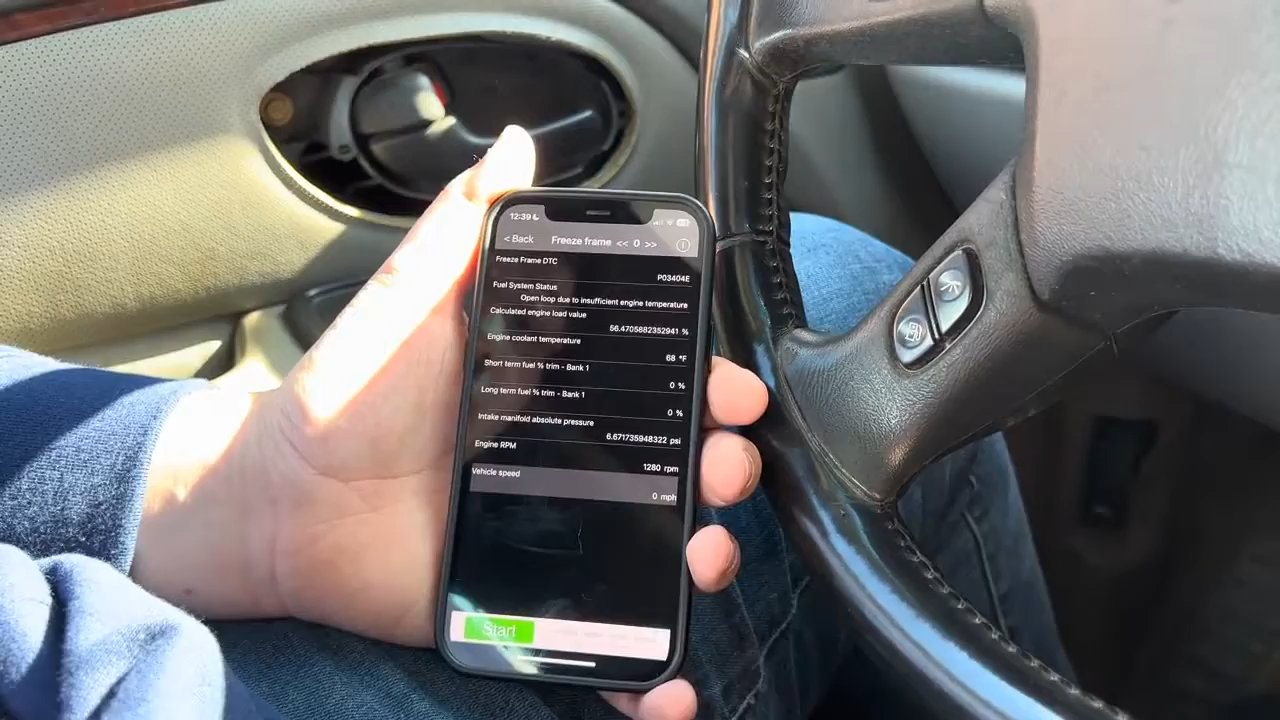 12:39
< Back Freeze frame << 0 >>
Freeze Frame DTC
P03404E
Fuel System Status
Open loop due to insufficient engine temperature
Calculated engine load value
56.4705882352941 %
Engine coolant temperature
68 °F
Short term fuel % trim - Bank 1
0 %
Long term fuel % trim - Bank 1
0 %
Intake manifold absolute pressure
6.671735948322 psi
Engine RPM
1280 rpm
Vehicle speed
0 mph
Start